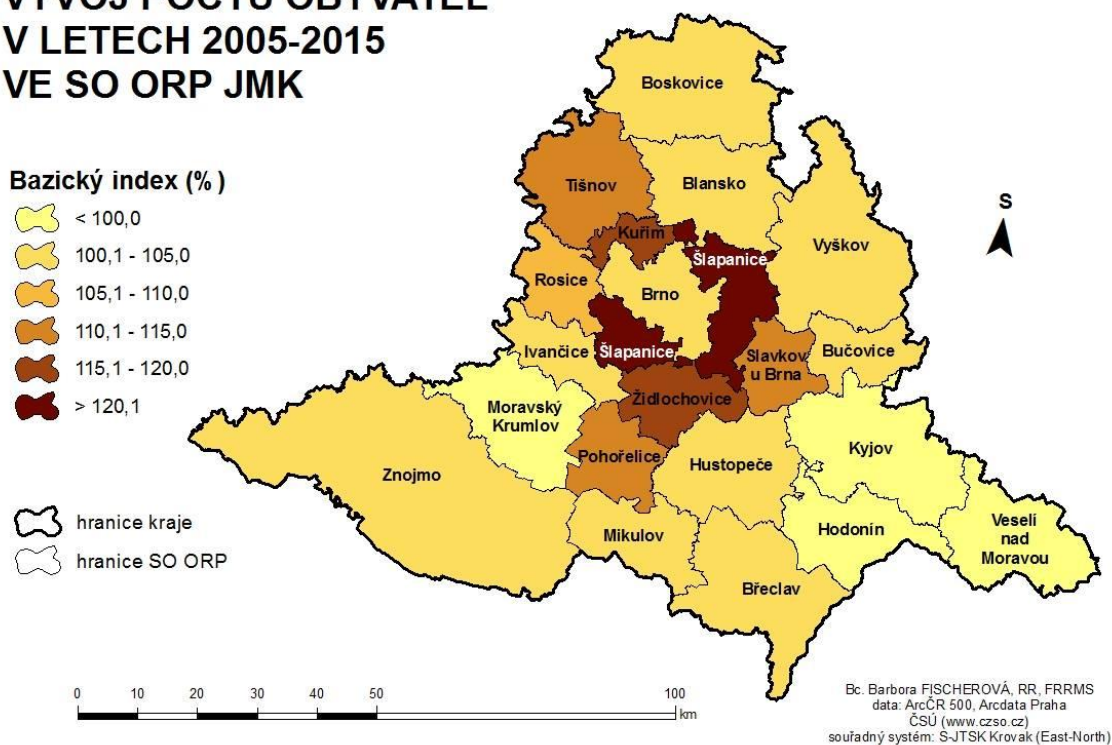 VÝVOJ POČTU OBYVATEL
V LETECH 2005-2015
VE SO ORP JMK
Bazický index (%)
< 100,0
100,1 - 105,0
105,1 - 110,0
110,1 - 115,0
115,1 - 120,0
> 120,1
hranice kraje
hranice SO ORP
S
Boskovice
Tišnov
Blansko
Kuřim
Šlapanice
Vyškov
Rosice
Brno
Ivančice
Šlapanice
Slavkov
u Brna
Bučovice
Moravský
Krumlov
Židlochovice
Kyjov
Znojmo
Pohořelice
Hustopeče
Mikulov
Hodonín
Veselí
nad
Moravou
Břeclav
0 10 20 30 40 50 100
km
Bc. Barbora FISCHEROVÁ, RR, FRRMS
data: ArcČR 500, Arcdata Praha
ČSÚ (www.czso.cz)
souřadný systém: S-JTSK Krovak (East-North)